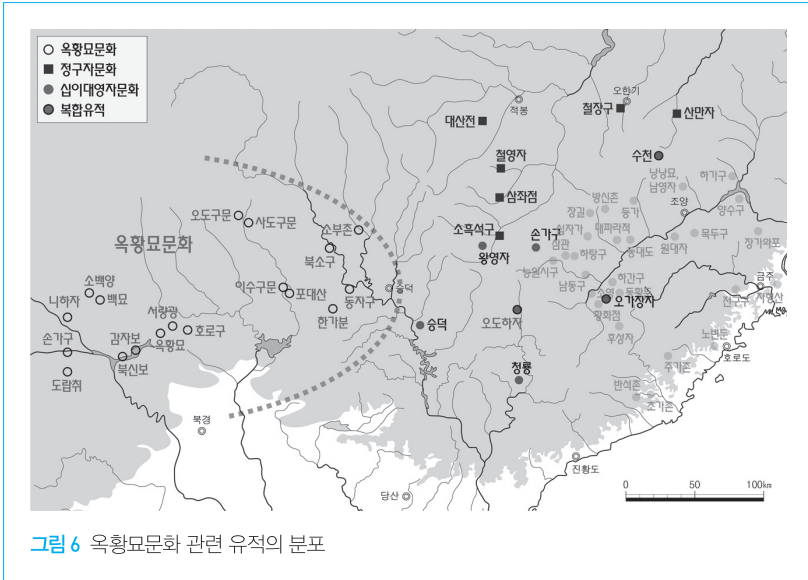 옥황묘문화
정구자문화
십이대영자문화
복합유적
적봉
오한기
대산전
철장구
산만자
수천
철영자
낭낭묘,
남영자
하가구
삼좌점
방신촌
장길
등가
조양
양수구
오도구문
사도구문
소부촌
소흑석구
왕영자
손가구
삼관
대파라적
동대도
원대자
목두구
장가와포
옥황묘문화
북소구
하탕구
능원시구
남동구
하간구
소백양
백묘
이수구문
포대산
동자구
승덕
오가장자
금주
니하자
서량광
호로구
한가분
승덕
오도하자
황화점
후성자
손가구
감자보
옥황묘
북신보
노반문
호로도
도랍취
청룡
주가촌
반석촌
조가촌
북경
진황도
당산
0 50 100km
그림 6 옥황묘문화 관련 유적의 분포